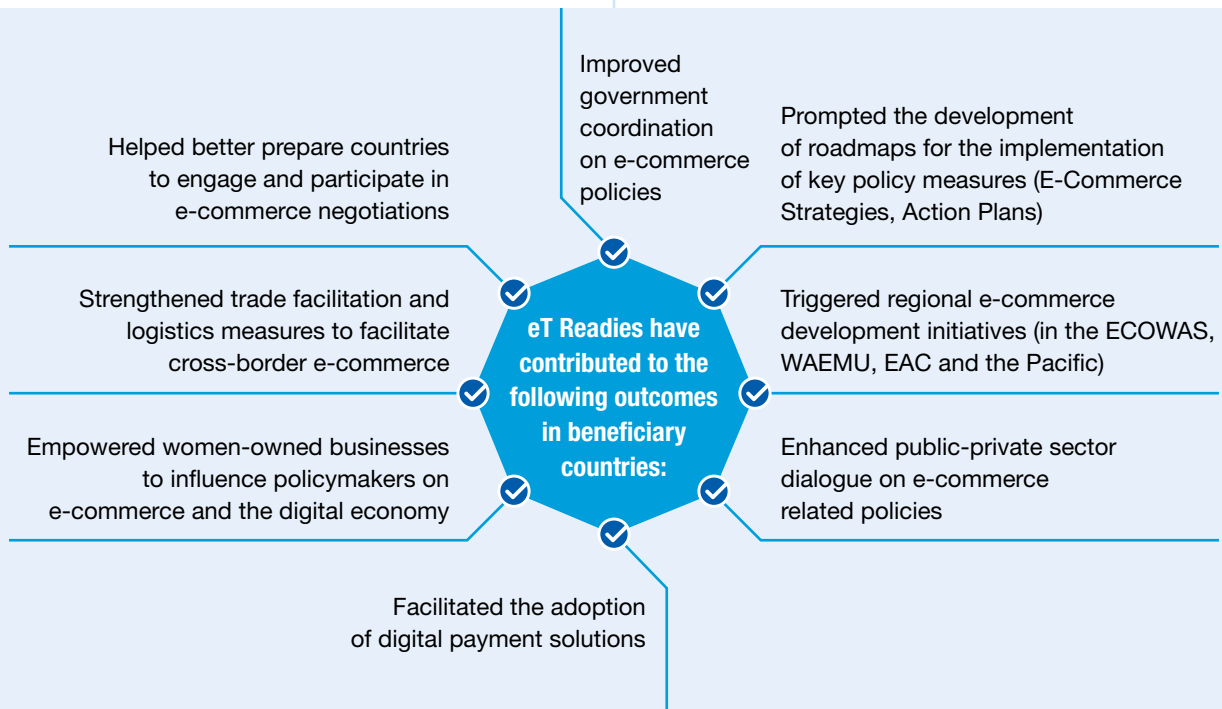 eT Readies have
contributed to the
following outcomes
in beneficiary
countries:
Improved
government
coordination
on e-commerce
policies
Prompted the development
of roadmaps for the implementation
of key policy measures (E-Commerce
Strategies, Action Plans)
Triggered regional e-commerce
development initiatives (in the ECOWAS,
WAEMU, EAC and the Pacific)
Enhanced public-private sector
dialogue on e-commerce
related policies
Facilitated the adoption
of digital payment solutions
Empowered women-owned businesses
to influence policymakers on
e-commerce and the digital economy
Strengthened trade facilitation and
logistics measures to facilitate
cross-border e-commerce
Helped better prepare countries
to engage and participate in
e-commerce negotiations